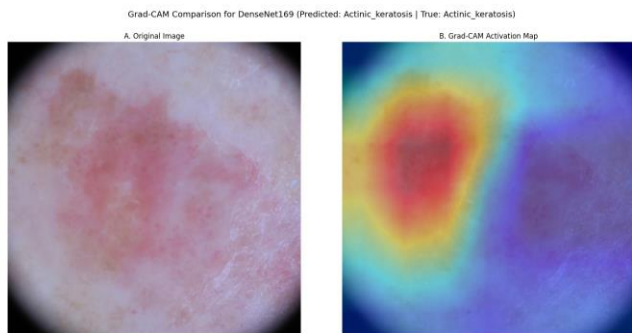 Grad-CAM Comparison for DenseNet169 (Predicted: Actinic_keratosis | True: Actinic_keratosis)
A. Original Image
B. Grad-CAM Activation Map